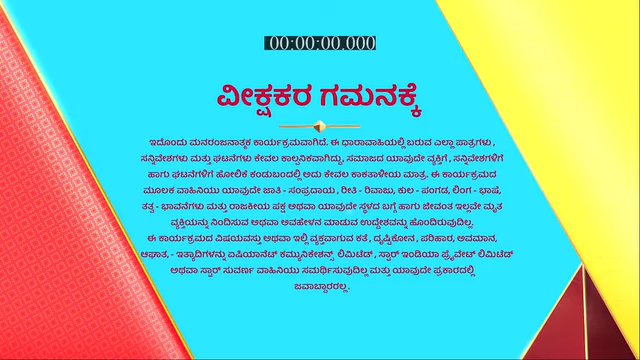 00:00:00.000
ವೀಕ್ಷಕರ ಗಮನಕ್ಕೆ
ಇದೊಂದು ಮನರಂಜನಾತ್ಮಕ ಕಾರ್ಯಕ್ರಮವಾಗಿದೆ. ಈ ಧಾರಾವಾಹಿಯಲ್ಲಿ ಬರುವ ಎಲ್ಲಾ ಪಾತ್ರಗಳು ,
ಸನ್ನಿವೇಶಗಳು ಮತ್ತು ಘಟನೆಗಳು ಕೇವಲ ಕಾಲ್ಪನಿಕವಾಗಿದ್ದು, ಸಮಾಜದ ಯಾವುದೇ ವ್ಯಕ್ತಿಗೆ , ಸನ್ನಿವೇಶಗಳಿಗೆ
ಹಾಗು ಘಟನೆಗಳಿಗೆ ಹೋಲಿಕೆ ಕಂಡುಬಂದಲ್ಲಿ ಅದು ಕೇವಲ ಕಾಕತಾಳೀಯ ಮಾತ್ರ. ಈ ಕಾರ್ಯಕ್ರಮದ
ಮೂಲಕ ವಾಹಿನಿಯು ಯಾವುದೇ ಜಾತಿ - ಸಂಪ್ರದಾಯ , ರೀತಿ - ರಿವಾಜು, ಕುಲ - ಪಂಗಡ, ಲಿಂಗ - ಭಾಷೆ,
ತತ್ವ - ಭಾವನೆಗಳು ಮತ್ತು ರಾಜಕೀಯ ಪಕ್ಷ ಅಥವಾ ಯಾವುದೇ ಸ್ಥಳದ ಬಗ್ಗೆ ಹಾಗು ಜೀವಂತ ಇಲ್ಲವೇ ಮೃತ
ವ್ಯಕ್ತಿಯನ್ನು ನಿಂದಿಸುವ ಅಥವಾ ಅವಹೇಳನ ಮಾಡುವ ಉದ್ದೇಶವನ್ನು ಹೊಂದಿರುವುದಿಲ್ಲ.
ಈ ಕಾರ್ಯಕ್ರಮದ ವಿಷಯವಸ್ತು ಅಥವಾ ಇಲ್ಲಿ ವ್ಯಕ್ತವಾಗುವ ಕತೆ , ದೃಷ್ಟಿಕೋನ , ಪರಿಹಾರ, ಅವಮಾನ,
ಆಘಾತ, - ಇತ್ಯಾದಿಗಳನ್ನು ಏಷಿಯಾನೆಟ್ ಕಮ್ಯುನಿಕೇಶನ್ಸ್ ಲಿಮಿಟೆಡ್ , ಸ್ಟಾರ್ ಇಂಡಿಯಾ ಪ್ರೈವೇಟ್ ಲಿಮಿಟೆಡ್
ಅಥವಾ ಸ್ಟಾರ್ ಸುವರ್ಣ ವಾಹಿನಿಯು ಸಮರ್ಥಿಸುವುದಿಲ್ಲ ಮತ್ತು ಯಾವುದೇ ಪ್ರಕಾರದಲ್ಲಿ
ಜವಾಬ್ದಾರರಲ್ಲ.